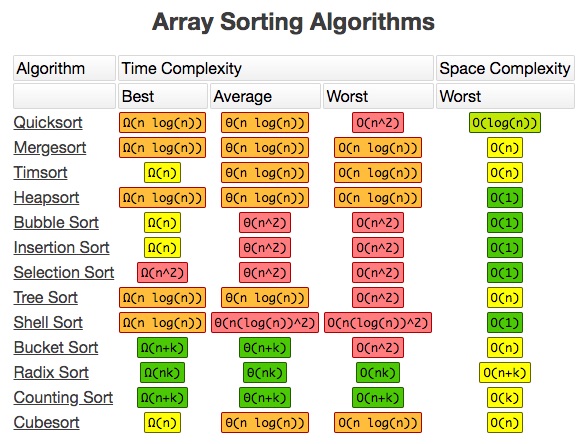 Array Sorting Algorithms
Algorithm Time Complexity Space Complexity
Best Average Worst Worst
Quicksort Ω(n log(n)) Θ(n log(n)) O(n^2) O(log(n))
Mergesort Ω(n log(n)) Θ(n log(n)) O(n log(n)) O(n)
Timsort Ω(n) Θ(n log(n)) O(n log(n)) O(n)
Heapsort Ω(n log(n)) Θ(n log(n)) O(n log(n)) O(1)
Bubble Sort Ω(n) Θ(n^2) O(n^2) O(1)
Insertion Sort Ω(n) Θ(n^2) O(n^2) O(1)
Selection Sort Ω(n^2) Θ(n^2) O(n^2) O(1)
Tree Sort Ω(n log(n)) Θ(n log(n)) O(n^2) O(n)
Shell Sort Ω(n log(n)) Θ(n(log(n))^2) O(n(log(n))^2) O(1)
Bucket Sort Ω(n+k) Θ(n+k) O(n^2) O(n)
Radix Sort Ω(nk) Θ(nk) O(nk) O(n+k)
Counting Sort Ω(n+k) Θ(n+k) O(n+k) O(k)
Cubesort Ω(n) Θ(n log(n)) O(n log(n)) O(n)